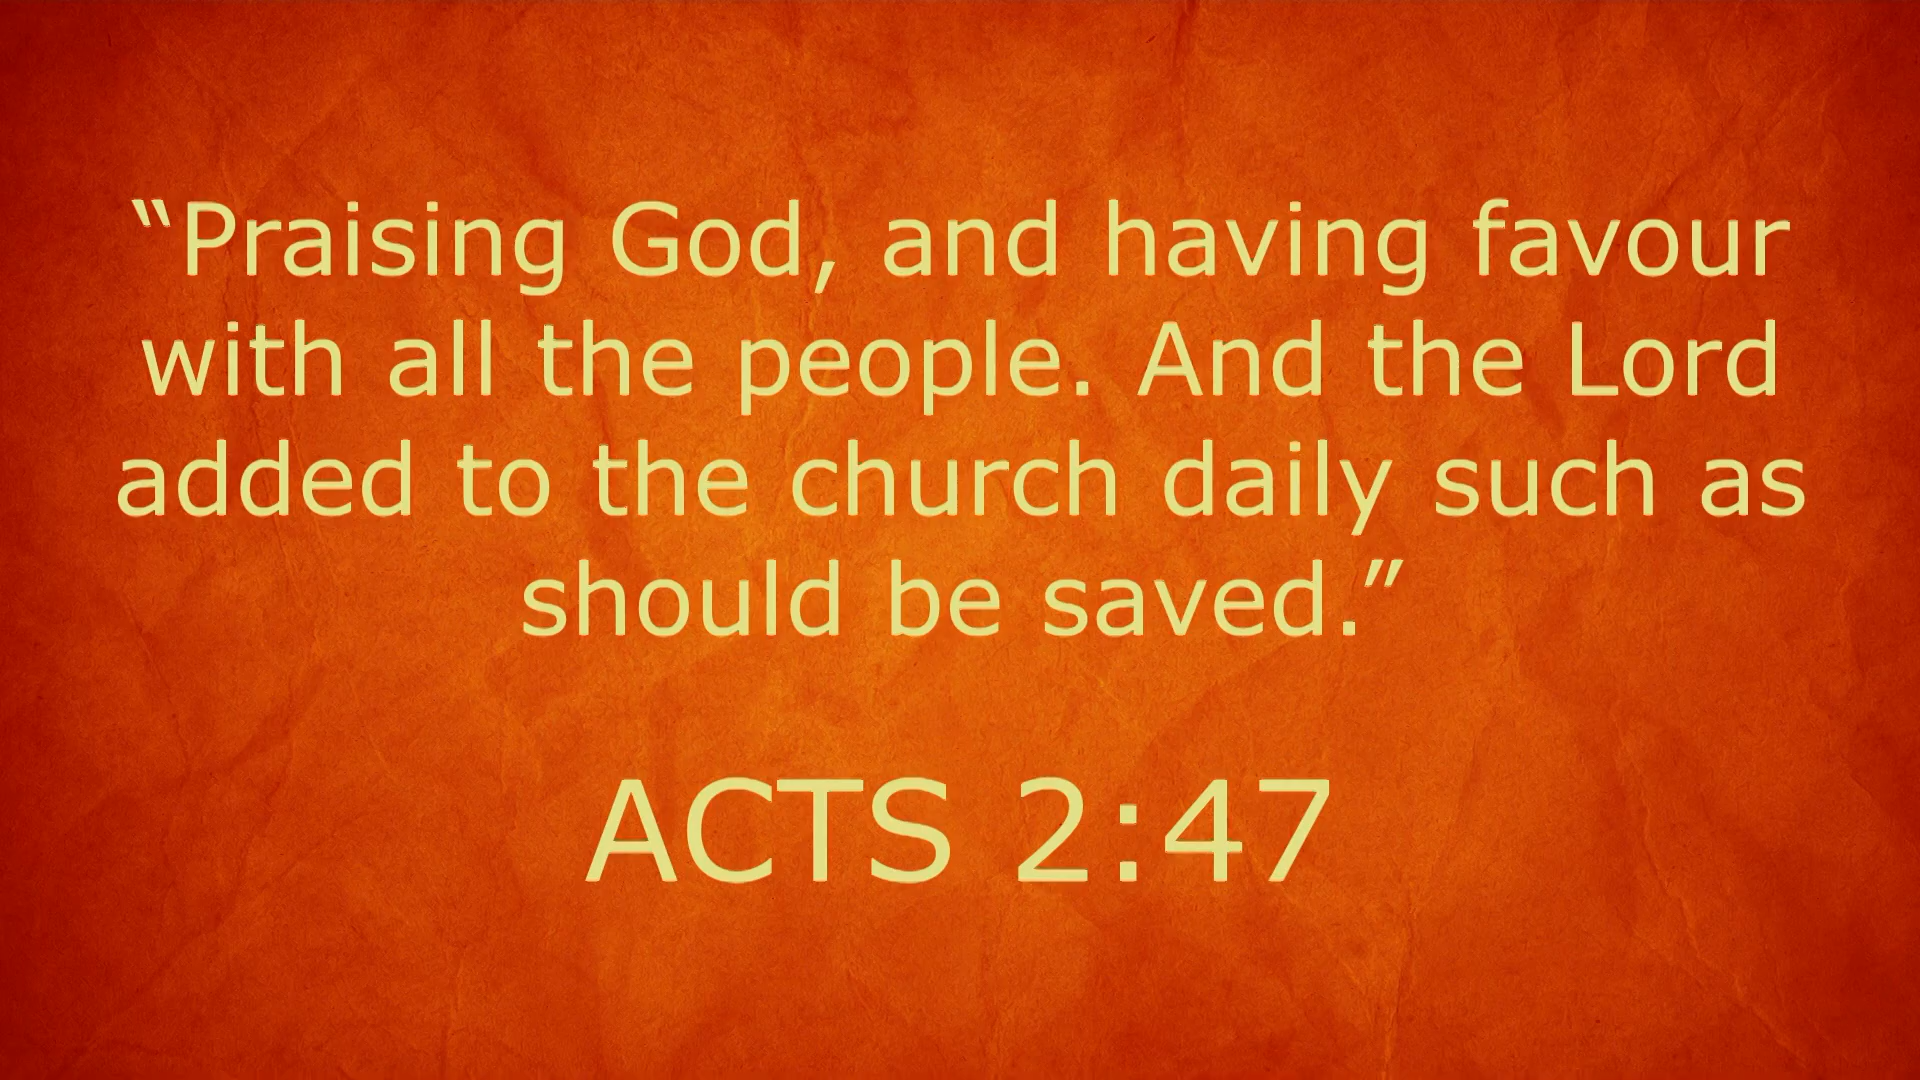 “Praising God, and having favour
with all the people. And the Lord
added to the church daily such as
should be saved.”
ACTS 2:47